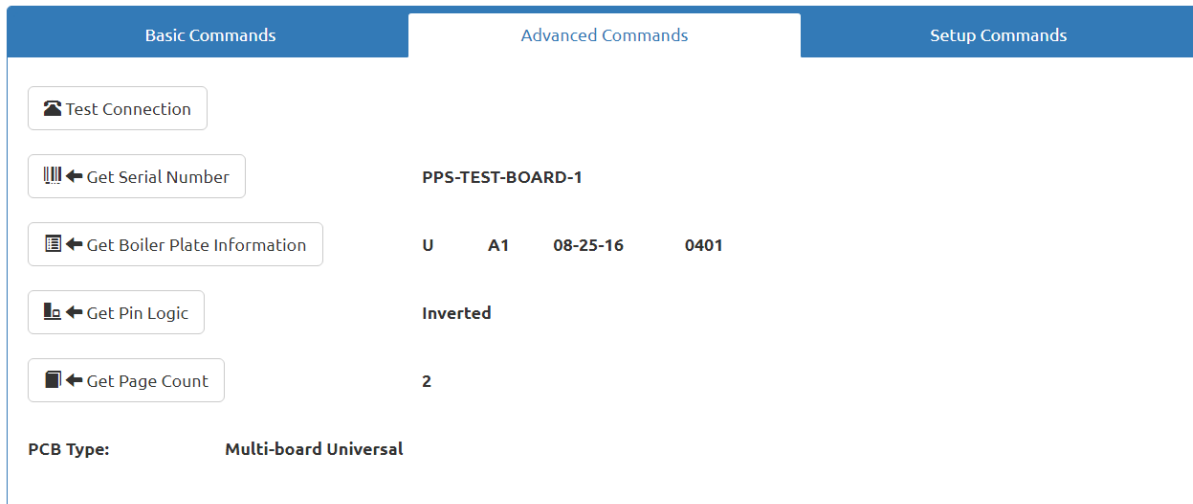 Basic Commands Advanced Commands Setup Commands
Test Connection
Get Serial Number PPS-TEST-BOARD-1
Get Boiler Plate Information U A1 08-25-16 0401
Get Pin Logic Inverted
Get Page Count 2
PCB Type: Multi-board Universal